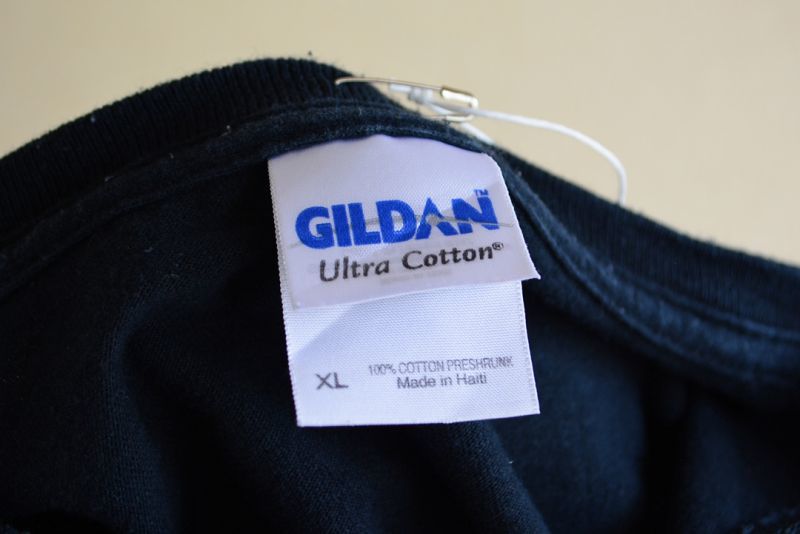 GILDAN™
Ultra Cotton®
XL
100% COTTON PRESHRUNK
Made in Haiti